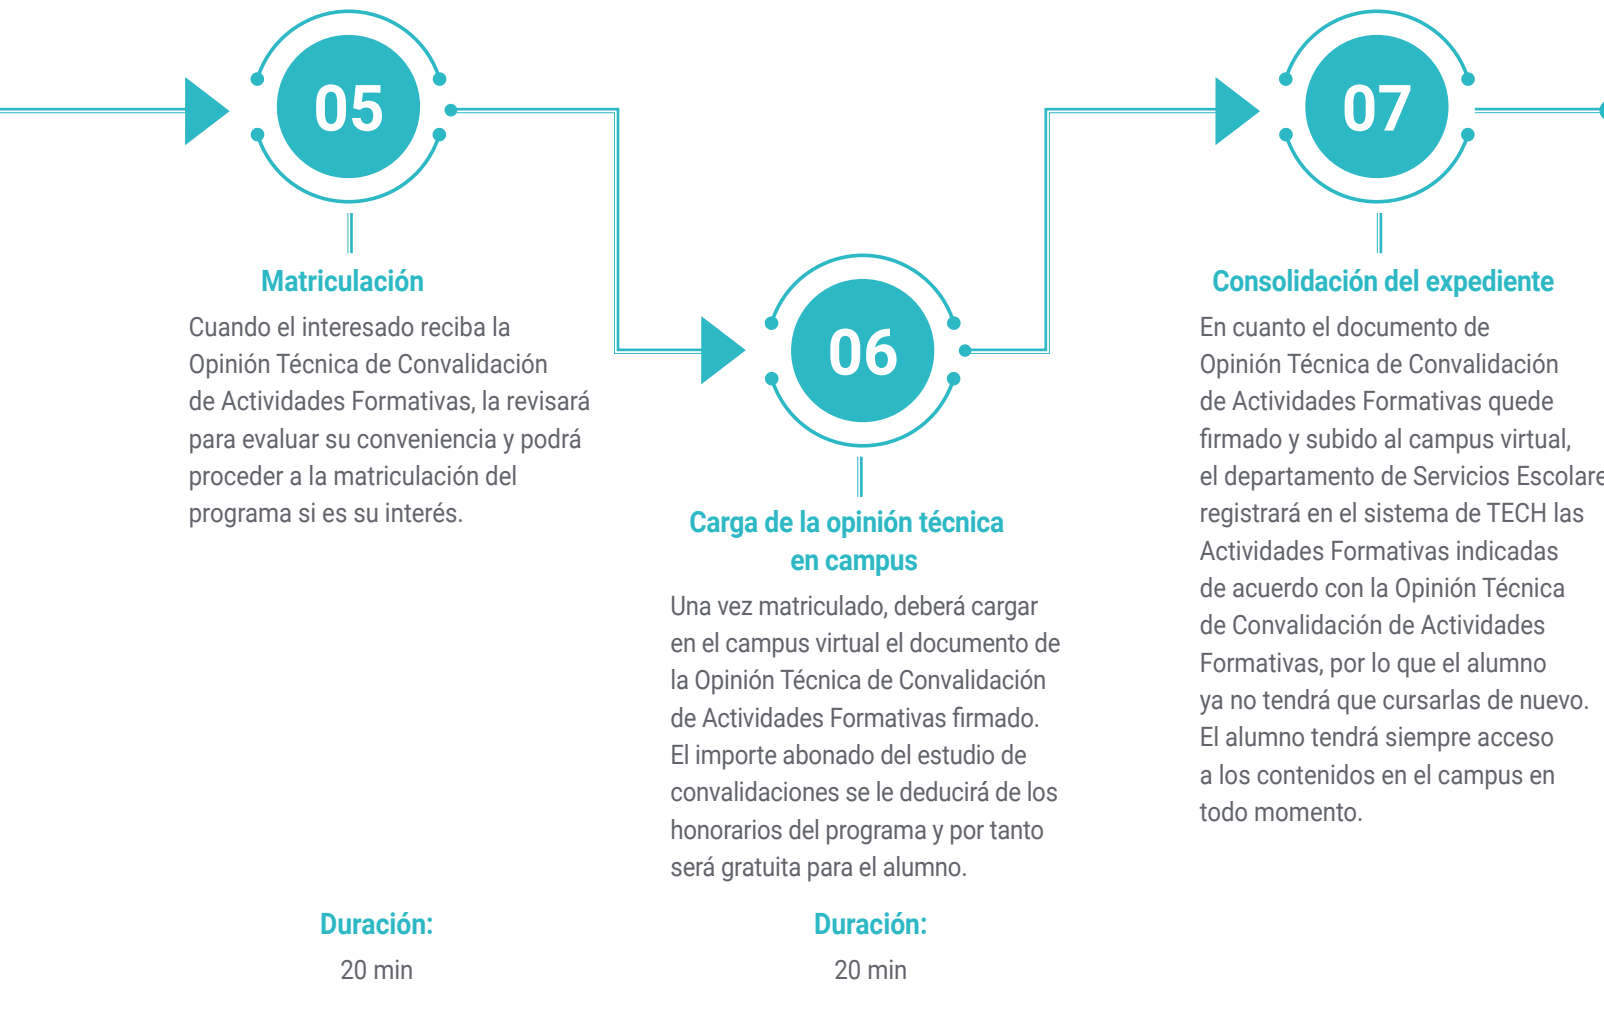 05
Matriculación
Cuando el interesado reciba la
Opinión Técnica de Convalidación
de Actividades Formativas, la revisará
para evaluar su conveniencia y podrá
proceder a la matriculación del
programa si es su interés.
Duración:
20 min
06
Carga de la opinión técnica
en campus
Una vez matriculado, deberá cargar
en el campus virtual el documento de
la Opinión Técnica de Convalidación
de Actividades Formativas firmado.
El importe abonado del estudio de
convalidaciones se le deducirá de los
honorarios del programa y por tanto
será gratuita para el alumno.
Duración:
20 min
07
Consolidación del expediente
En cuanto el documento de
Opinión Técnica de Convalidación
de Actividades Formativas quede
firmado y subido al campus virtual,
el departamento de Servicios Escolare
registrará en el sistema de TECH las
Actividades Formativas indicadas
de acuerdo con la Opinión Técnica
de Convalidación de Actividades
Formativas, por lo que el alumno
ya no tendrá que cursarlas de nuevo.
El alumno tendrá siempre acceso
a los contenidos en el campus en
todo momento.